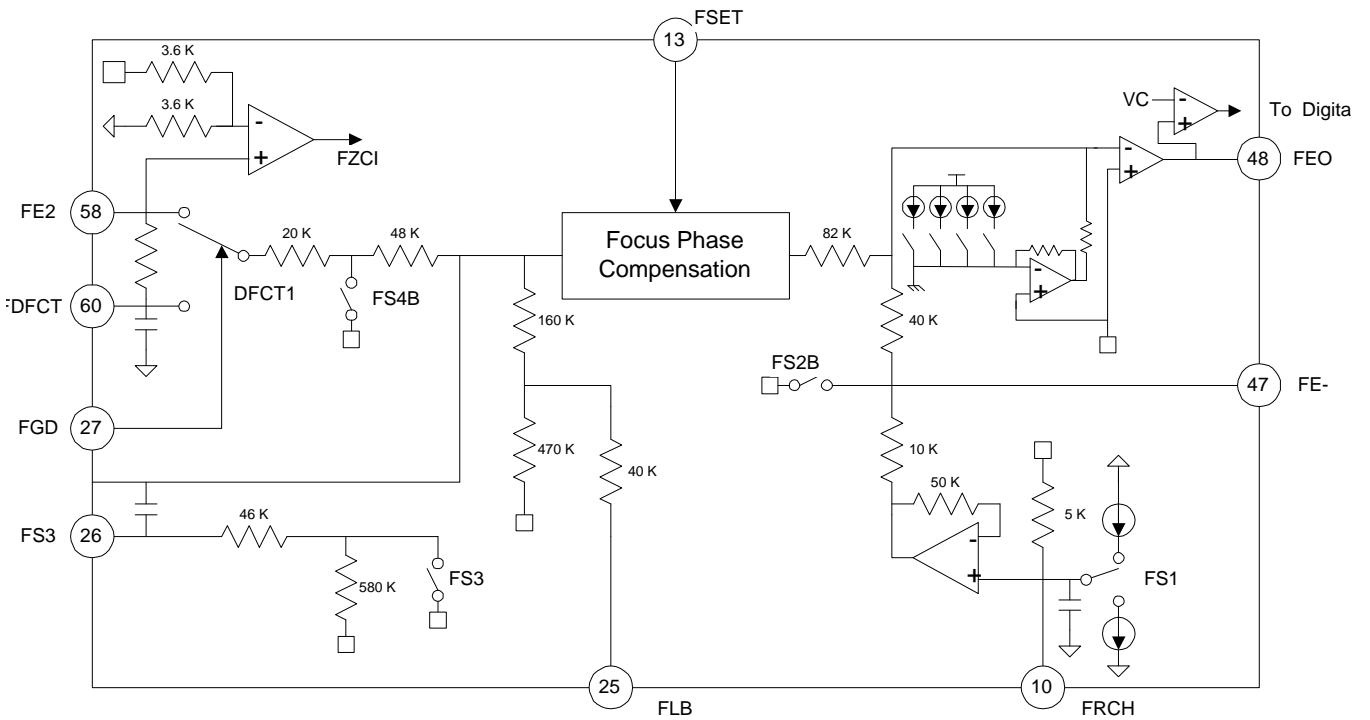 FSET
13
3.6 K
3.6 K
-
+
FZCI
VC
-
+
To Digita
-
+
48
FEO
FE2
58
20 K
48 K
Focus Phase
Compensation
82 K
-
+
DFCT1
FS4B
FDFCT
60
160 K
40 K
FS2B
47
FE-
FGD
27
470 K
40 K
10 K
50 K
5 K
-
+
FS1
FS3
26
46 K
580 K
FS3
25
FLB
10
FRCH